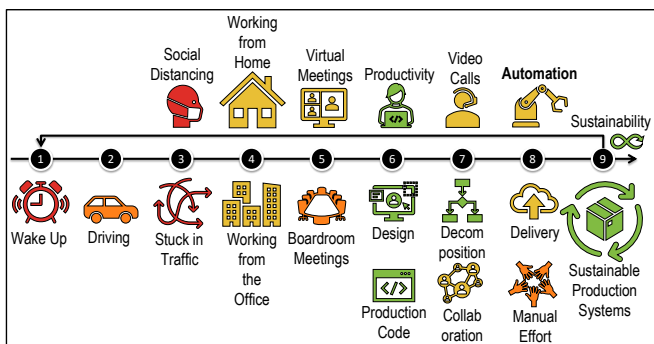 Social
Distancing
Working
from
Home
Virtual
Meetings
Productivity
</>
Video
Calls
Automation
Sustainability
1
2
3
4
5
6
7
8
9
Wake Up
Driving
Stuck in
Traffic
Working
from
the
Office
Boardroom
Meetings
Design
</>
Production
Code
Decom
position
Collab
oration
Delivery
Manual
Effort
Sustainable
Production
Systems